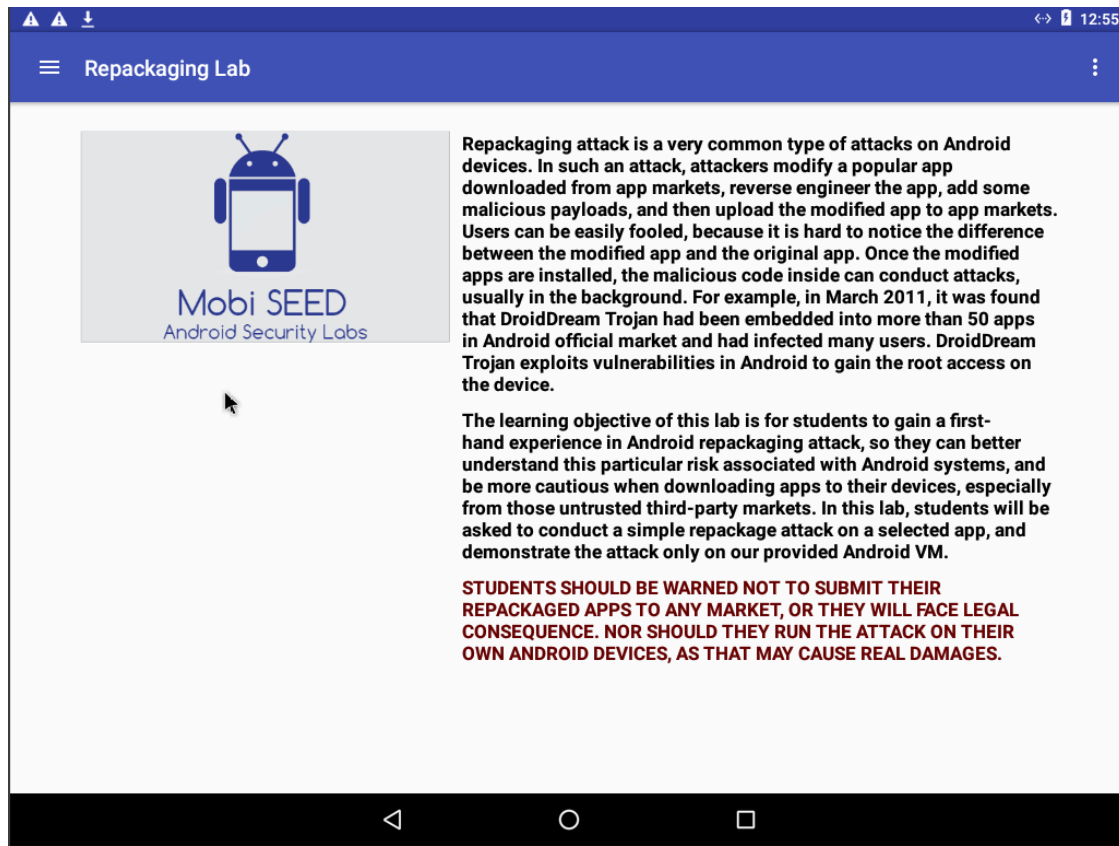 12:55
Repackaging Lab
Mobi SEED
Android Security Labs
Repackaging attack is a very common type of attacks on Android
devices. In such an attack, attackers modify a popular app
downloaded from app markets, reverse engineer the app, add some
malicious payloads, and then upload the modified app to app markets.
Users can be easily fooled, because it is hard to notice the difference
between the modified app and the original app. Once the modified
apps are installed, the malicious code inside can conduct attacks,
usually in the background. For example, in March 2011, it was found
that DroidDream Trojan had been embedded into more than 50 apps
in Android official market and had infected many users. DroidDream
Trojan exploits vulnerabilities in Android to gain the root access on
the device.
The learning objective of this lab is for students to gain a first-
hand experience in Android repackaging attack, so they can better
understand this particular risk associated with Android systems, and
be more cautious when downloading apps to their devices, especially
from those untrusted third-party markets. In this lab, students will be
asked to conduct a simple repackage attack on a selected app, and
demonstrate the attack only on our provided Android VM.
STUDENTS SHOULD BE WARNED NOT TO SUBMIT THEIR
REPACKAGED APPS TO ANY MARKET, OR THEY WILL FACE LEGAL
CONSEQUENCE. NOR SHOULD THEY RUN THE ATTACK ON THEIR
OWN ANDROID DEVICES, AS THAT MAY CAUSE REAL DAMAGES.